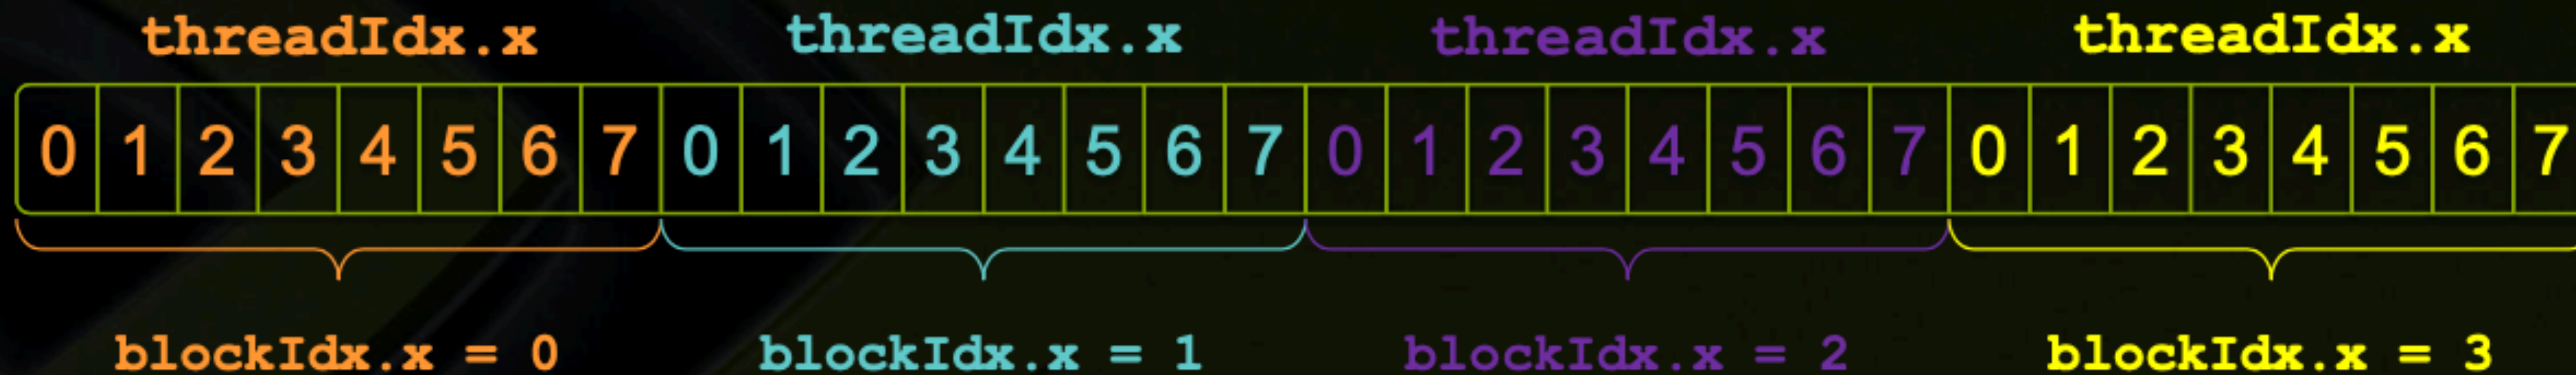 threadIdx.x threadIdx.x threadIdx.x threadIdx.x
0 1 2 3 4 5 6 7 0 1 2 3 4 5 6 7 0 1 2 3 4 5 6 7 0 1 2 3 4 5 6 7
blockIdx.x = 0 blockIdx.x = 1 blockIdx.x = 2 blockIdx.x = 3